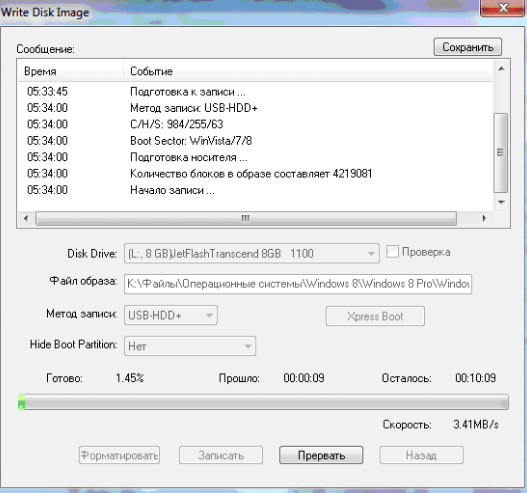 Write Disk Image
Сообщение:
Сохранить
Время Событие
05:33:45 Подготовка к записи ...
05:34:00 Метод записи: USB-HDD+
05:34:00 C/H/S: 984/255/63
05:34:00 Boot Sector: WinVista/7/8
05:34:00 Подготовка носителя ...
05:34:00 Количество блоков в образе составляет 4219081
05:34:00 Начало записи ...
Disk Drive: (L:, 8 GB)JetFlashTranscend 8GB 1100 Проверка
Файл образа: K:\Файлы\Операционные системы\Windows 8\Windows 8 Pro\Windou
Метод записи: USB-HDD+ Xpress Boot
Hide Boot Partition: Нет
Готово: 1.45% Прошло: 00:00:09 Осталось: 00:10:09
Скорость: 3.41MB/s
Форматировать Записать Прервать Назад